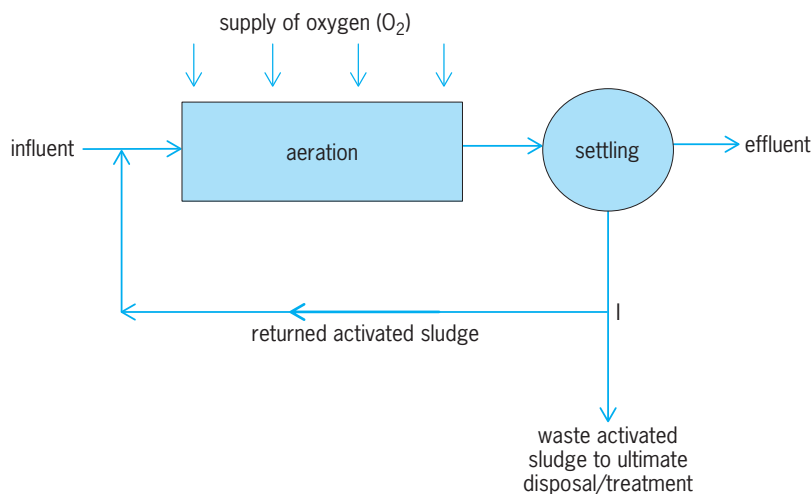 supply of oxygen (O₂)
influent
aeration
settling
effluent
I
returned activated sludge
waste activated
sludge to ultimate
disposal/treatment